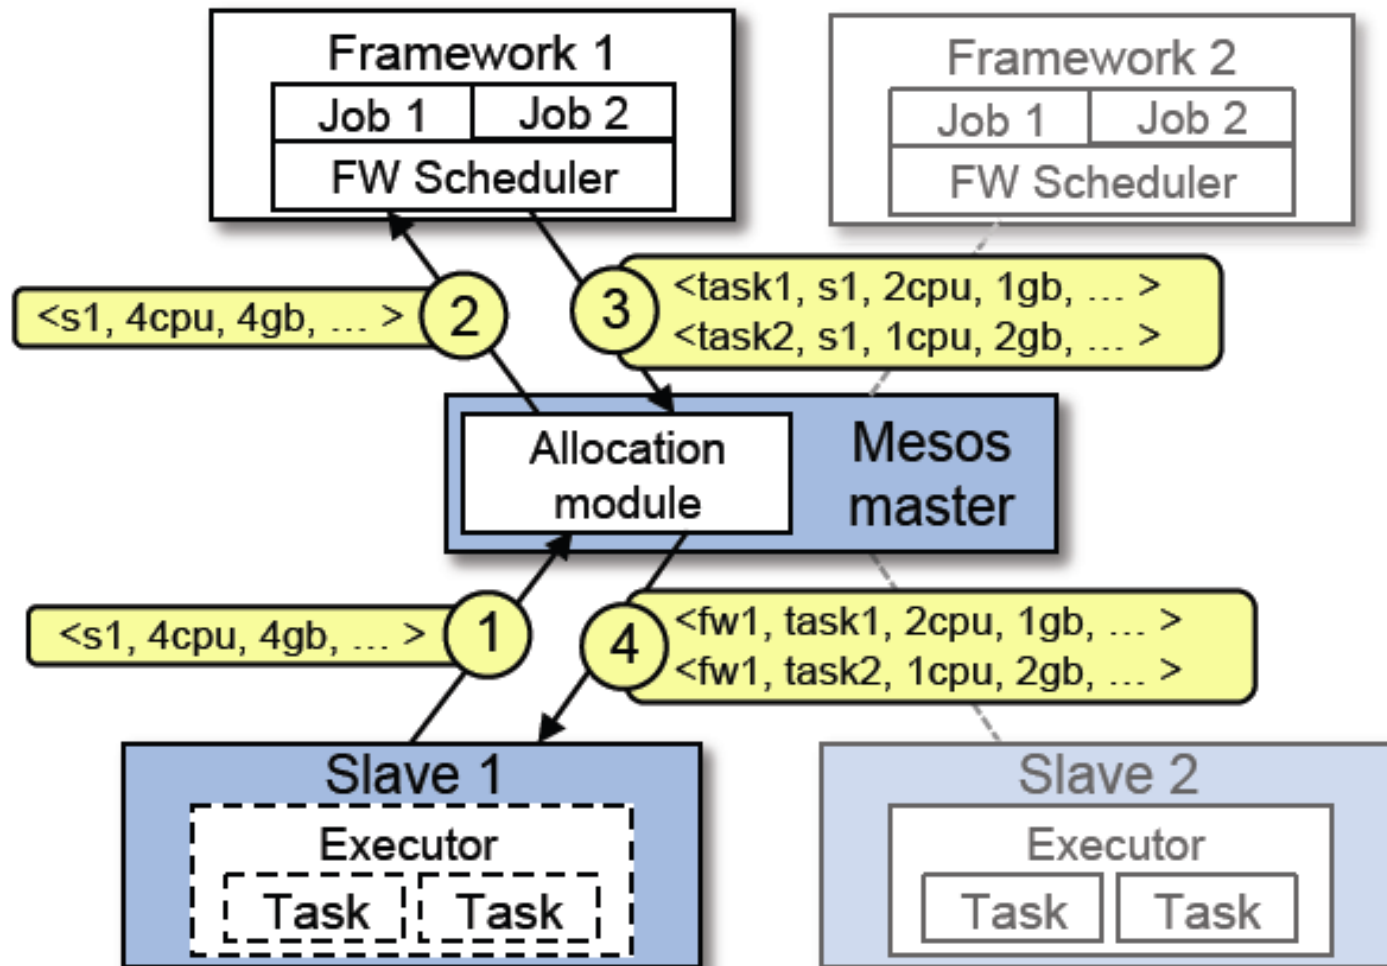 Framework 1
Job 1
Job 2
FW Scheduler
Framework 2
Job 1
Job 2
FW Scheduler
<s1, 4cpu, 4gb, ... >
2
3
<task1, s1, 2cpu, 1gb, ... >
<task2, s1, 1cpu, 2gb, ... >
Allocation
module
Mesos
master
<s1, 4cpu, 4gb, ... >
1
4
<fw1, task1, 2cpu, 1gb, ... >
<fw1, task2, 1cpu, 2gb, ... >
Slave 1
Executor
Task
Task
Slave 2
Executor
Task
Task